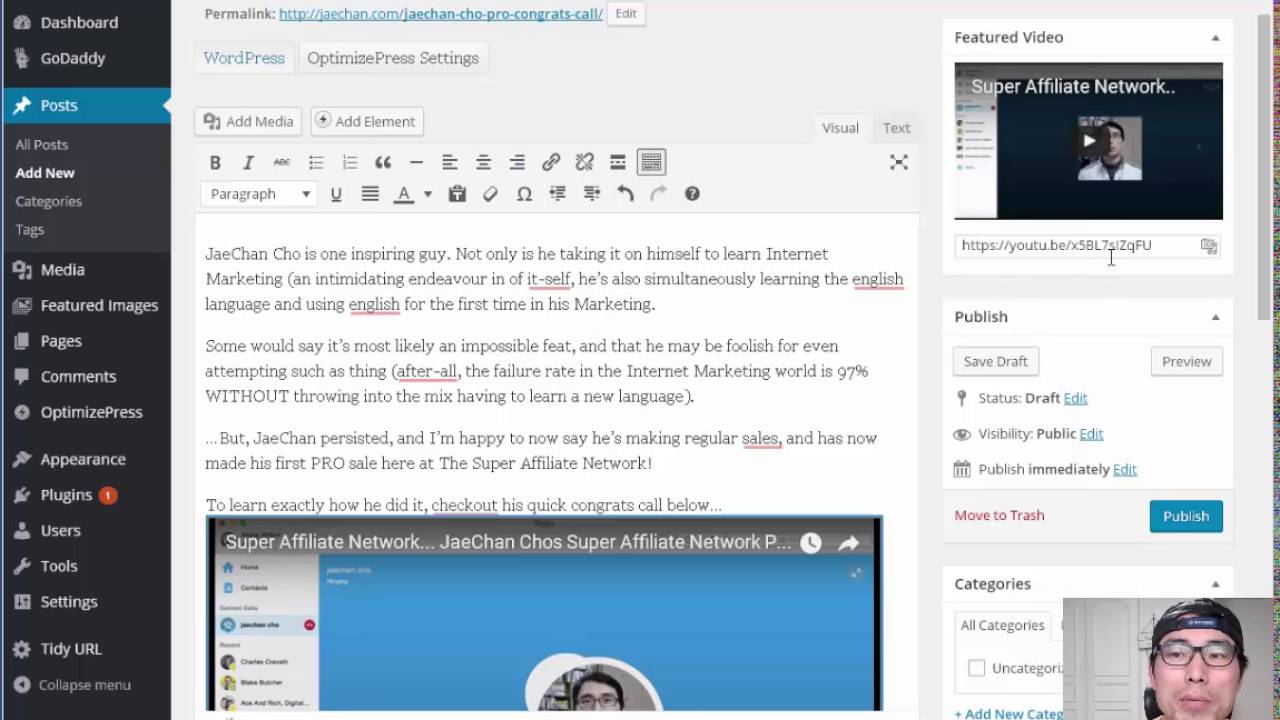 Dashboard
GoDaddy
Posts
All Posts
Add New
Categories
Tags
Media
Featured Images
Pages
Comments
OptimizePress
Appearance
Plugins 1
Users
Tools
Settings
Tidy URL
Collapse menu
Permalink: http://jaechan.com/jaechan-cho-pro-congrats-call/ Edit
WordPress OptimizePress Settings
Add Media Add Element
Visual Text
B I ABC
Paragraph U A
JaeChan Cho is one inspiring guy. Not only is he taking it on himself to learn Internet
Marketing (an intimidating endeavour in of it-self, he's also simultaneously learning the english
language and using english for the first time in his Marketing.
Some would say it's most likely an impossible feat, and that he may be foolish for even
attempting such as thing (after-all, the failure rate in the Internet Marketing world is 97%
WITHOUT throwing into the mix having to learn a new language).
...But, JaeChan persisted, and I'm happy to now say he's making regular sales, and has now
made his first PRO sale here at The Super Affiliate Network!
To learn exactly how he did it, checkout his quick congrats call below...
Super Affiliate Network... JaeChan Chos Super Affiliate Network P...
Home
Contacts
jaechan cho
Recent
Charles Cravath
Blake Butcher
Ace And Rich, Digital...
jaechan cho
Featured Video
Super Affiliate Network..
Publish
Save Draft Preview
Status: Draft Edit
Visibility: Public Edit
Publish immediately Edit
Move to Trash Publish
Categories
All Categories
Uncategoriz
+ Add New Categ